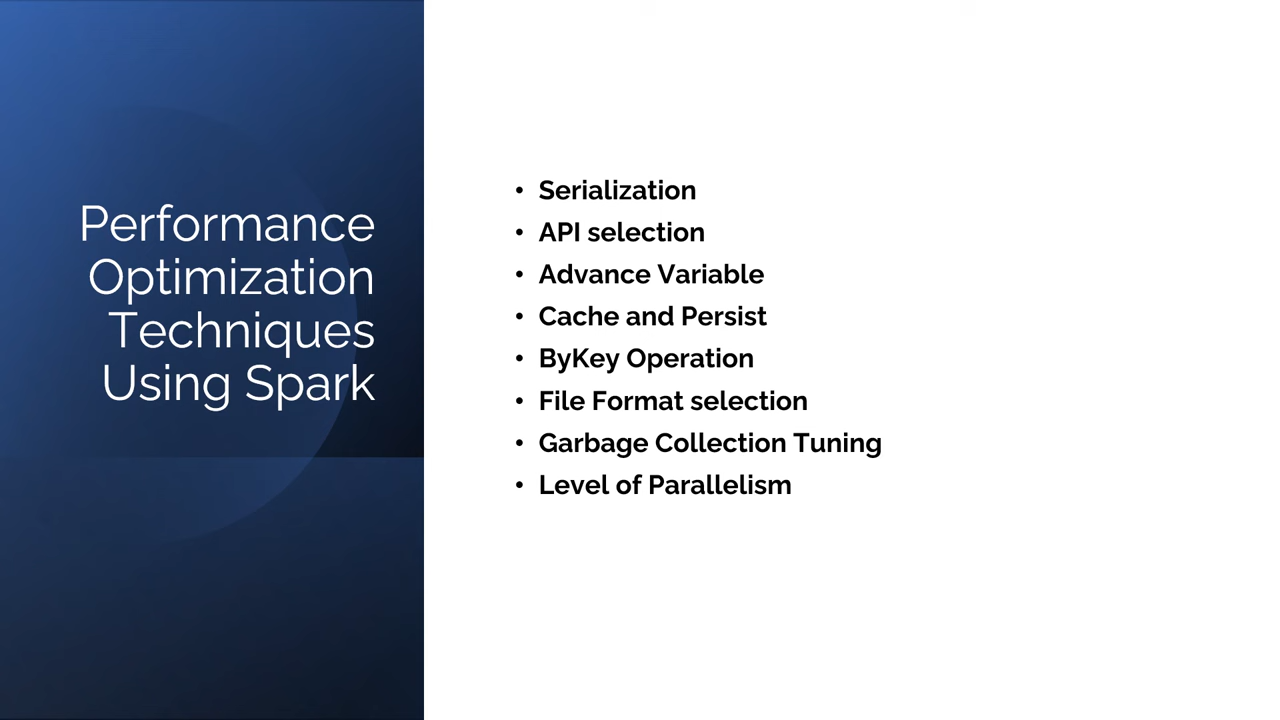 Performance
Optimization
Techniques
Using Spark
• Serialization
• API selection
• Advance Variable
• Cache and Persist
• ByKey Operation
• File Format selection
• Garbage Collection Tuning
• Level of Parallelism